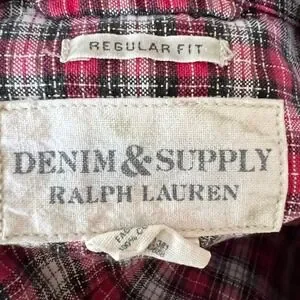 REGULAR FIT
DENIM & SUPPLY
RALPH LAUREN